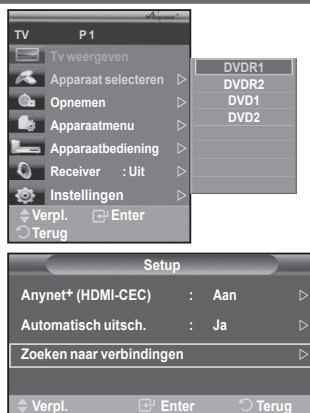 Anynet+
TV P 1
Tv weergeven
Apparaat selecteren
Opnemen
Apparaatmenu
Apparaatbediening
Receiver : Uit
Instellingen
Verpl. Enter
Terug
DVDR1
DVDR2
DVD1
DVD2
Setup
Anynet+ (HDMI-CEC) : Aan
Automatisch uitsch. : Ja
Zoeken naar verbindingen
Verpl. Enter Terug